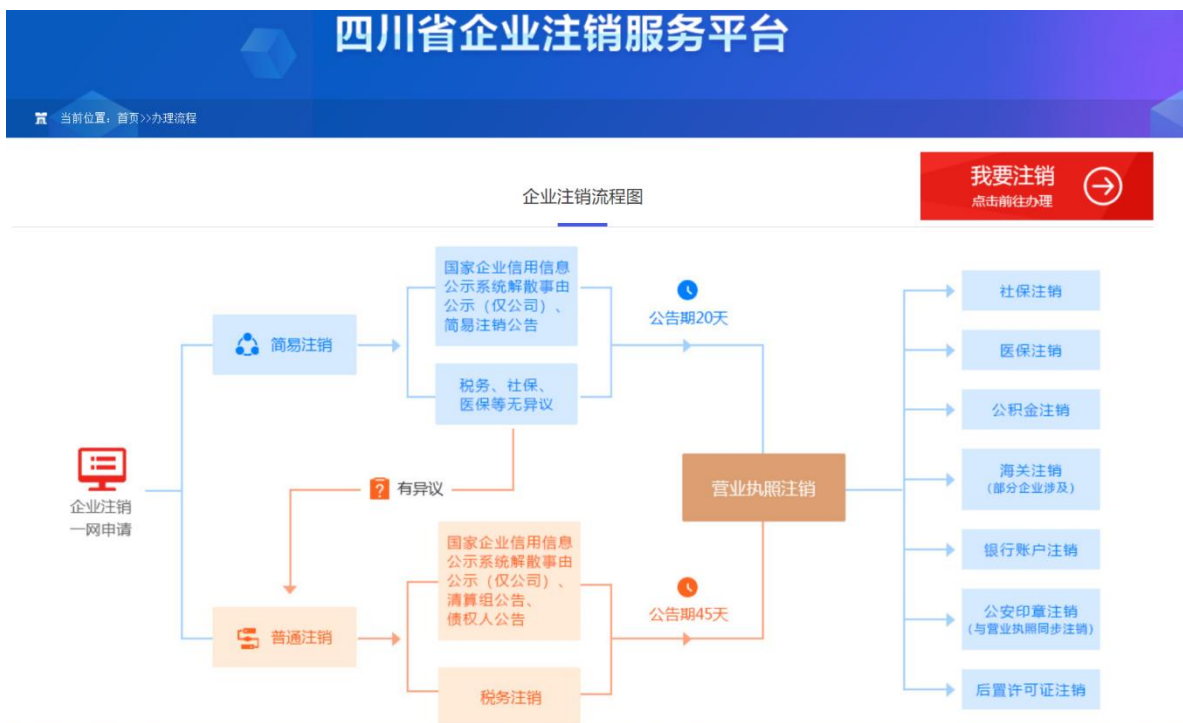 四川省企业注销服务平台
当前位置：首页>>办理流程
我要注销
点击前往办理
企业注销流程图
国家企业信用信息
公示系统解散事由
公示（仅公司）、
简易注销公告
公告期20天
简易注销
税务、社保、
医保等无异议
有异议
企业注销
一网申请
营业执照注销
国家企业信用信息
公示系统解散事由
公示（仅公司）、
清算组公告、
债权人公告
公告期45天
普通注销
税务注销
社保注销
医保注销
公积金注销
海关注销
（部分企业涉及）
银行账户注销
公安印章注销
（与营业执照同步注销）
后置许可证注销